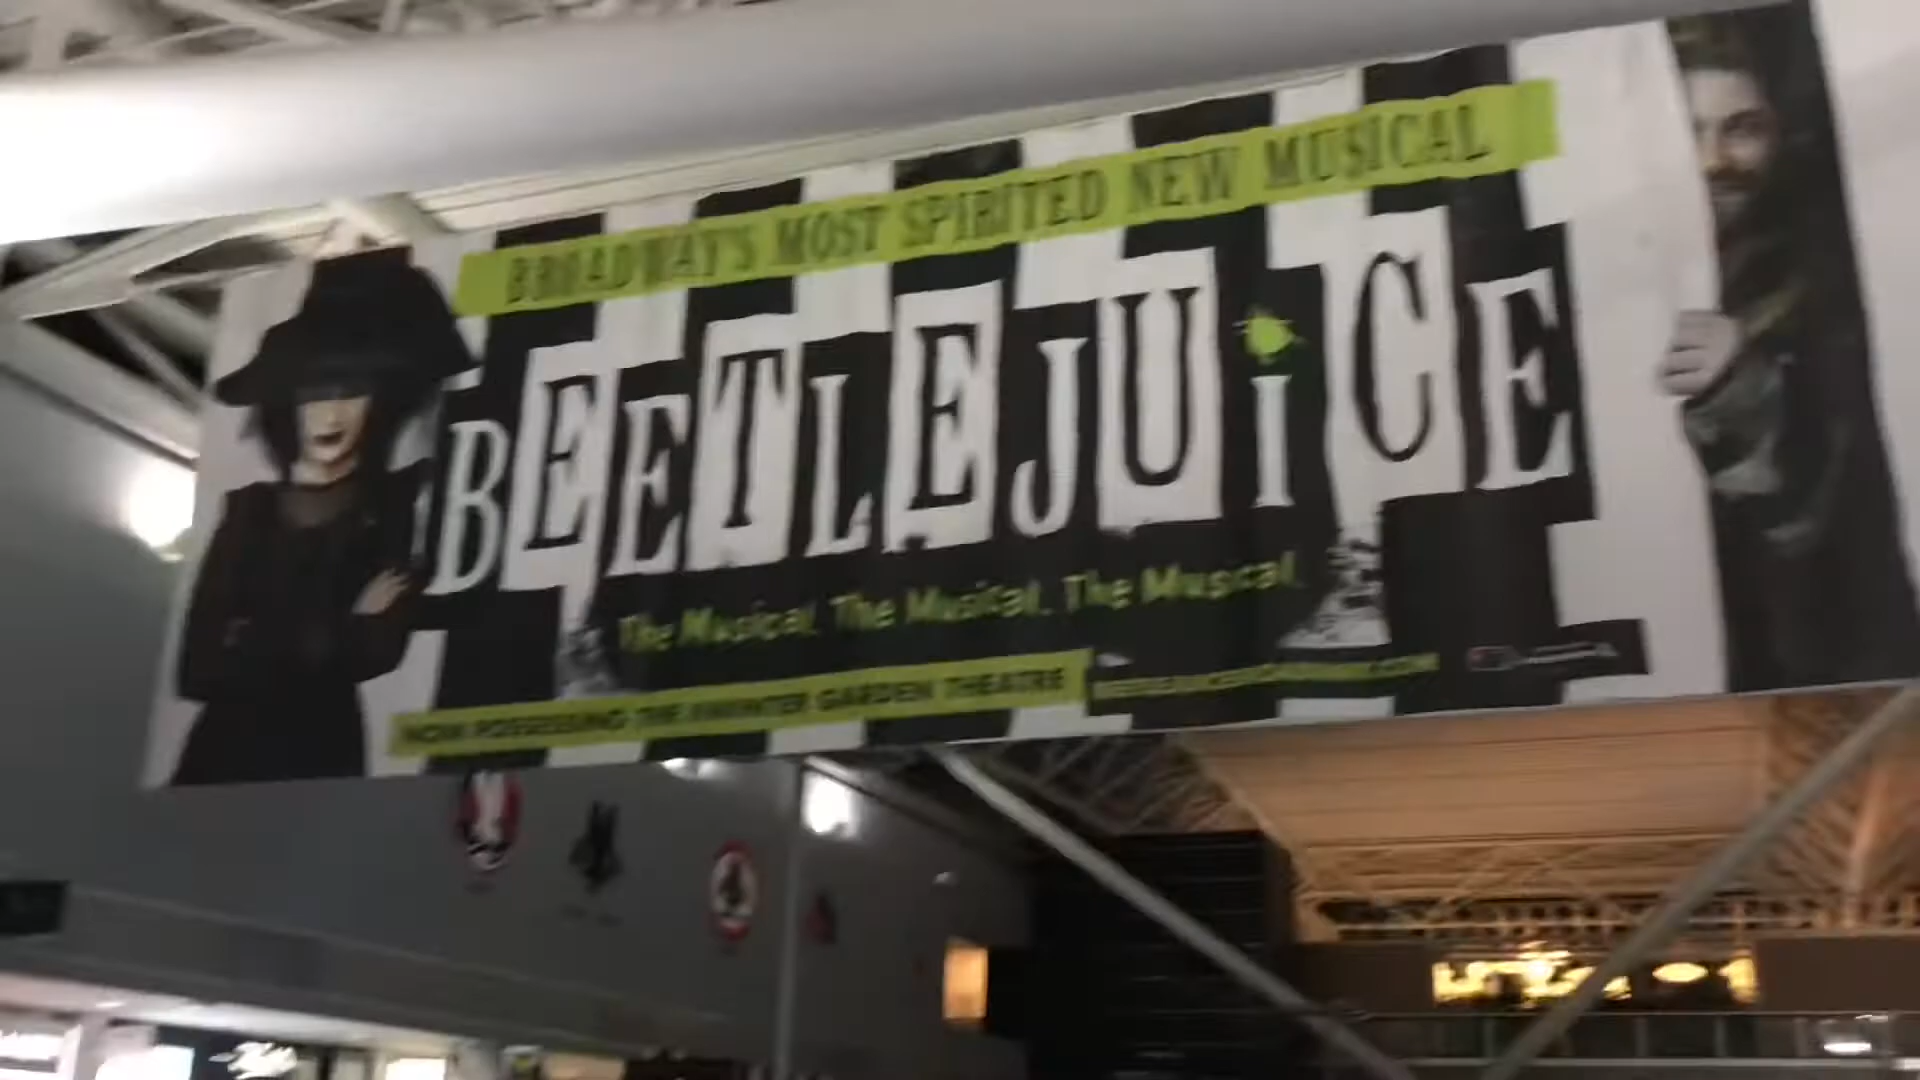 BROADWAY'S MOST SPIRITED NEW MUSICAL
BEETLEJUiCE
The Musical. The Musical. The Musical.
NOW POSSESSING THE WINTER GARDEN THEATRE